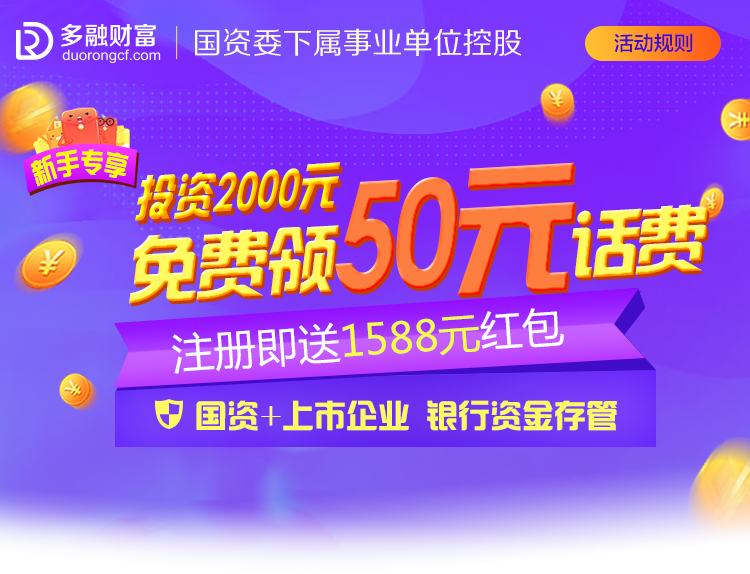 多融财富
duorongcf.com
国资委下属事业单位控股
活动规则
新手专享
投资2000元
免费领50元话费
注册即送1588元红包
国资+上市企业 银行资金存管